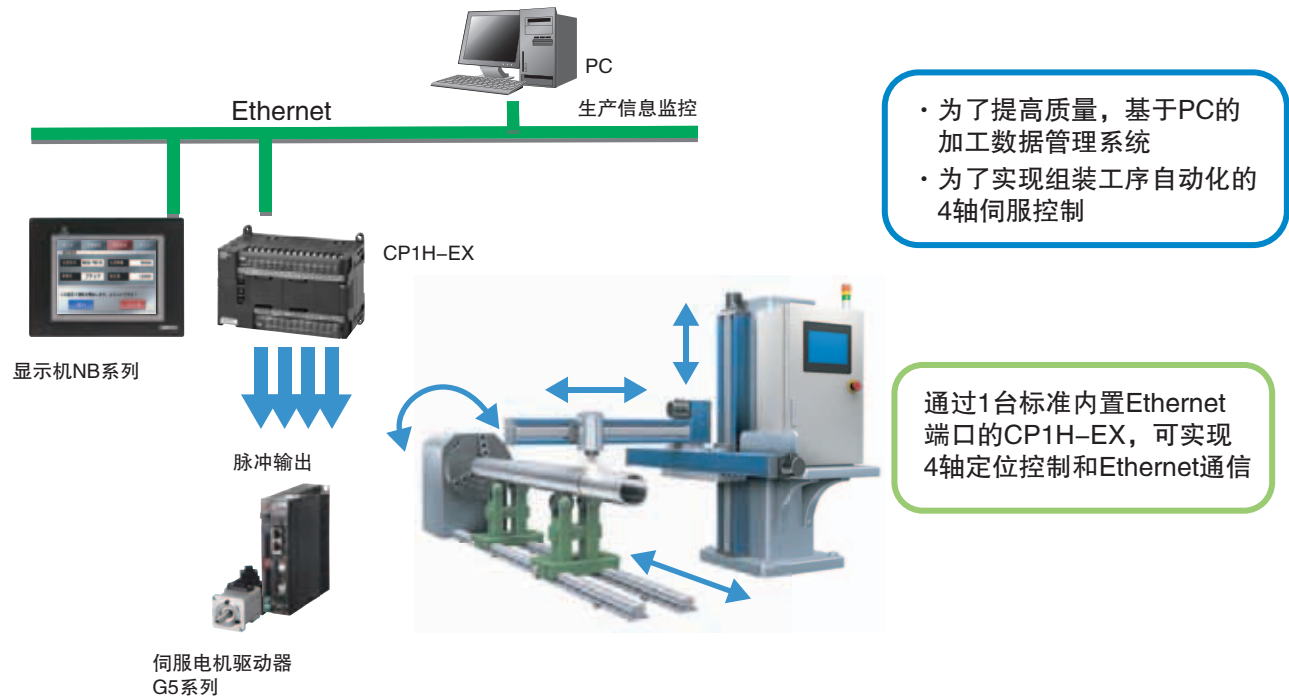 PC
Ethernet
生产信息监控
CP1H–EX
显示机NB系列
脉冲输出
伺服电机驱动器
G5系列
・为了提高质量，基于PC的
加工数据管理系统
・为了实现组装工序自动化的
4轴伺服控制
通过1台标准内置Ethernet
端口的CP1H–EX，可实现
4轴定位控制和Ethernet通信